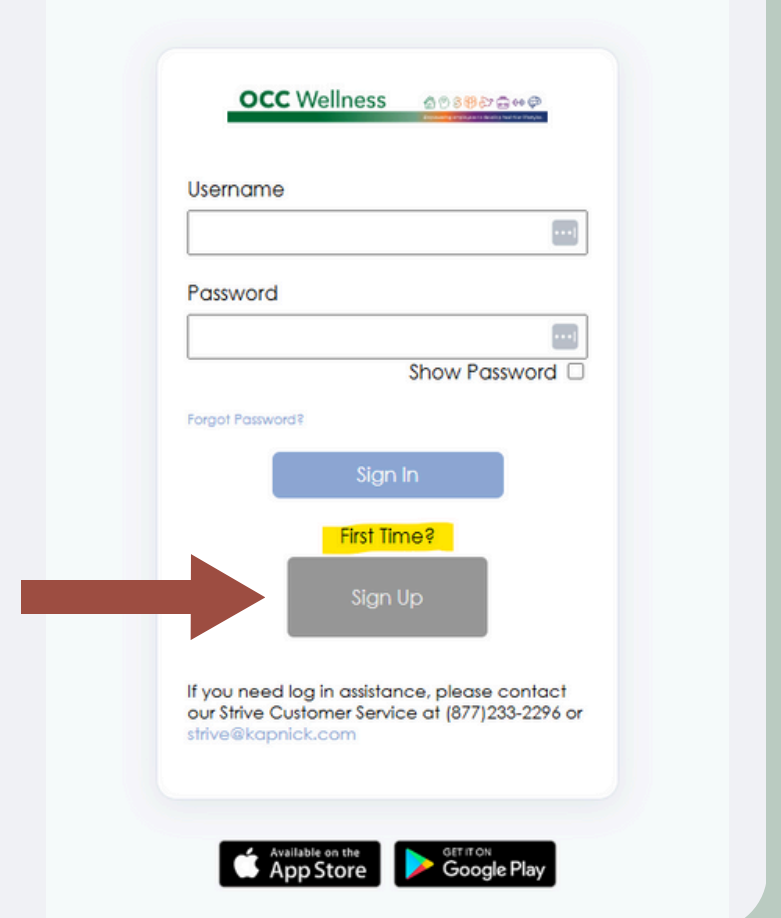 OCC Wellness
Username
Password
Show Password
Forgot Password?
Sign In
First Time?
Sign Up
If you need log in assistance, please contact
our Strive Customer Service at (877)233-2296 or
strive@kapnick.com
Available on the
App Store
GET IT ON
Google Play